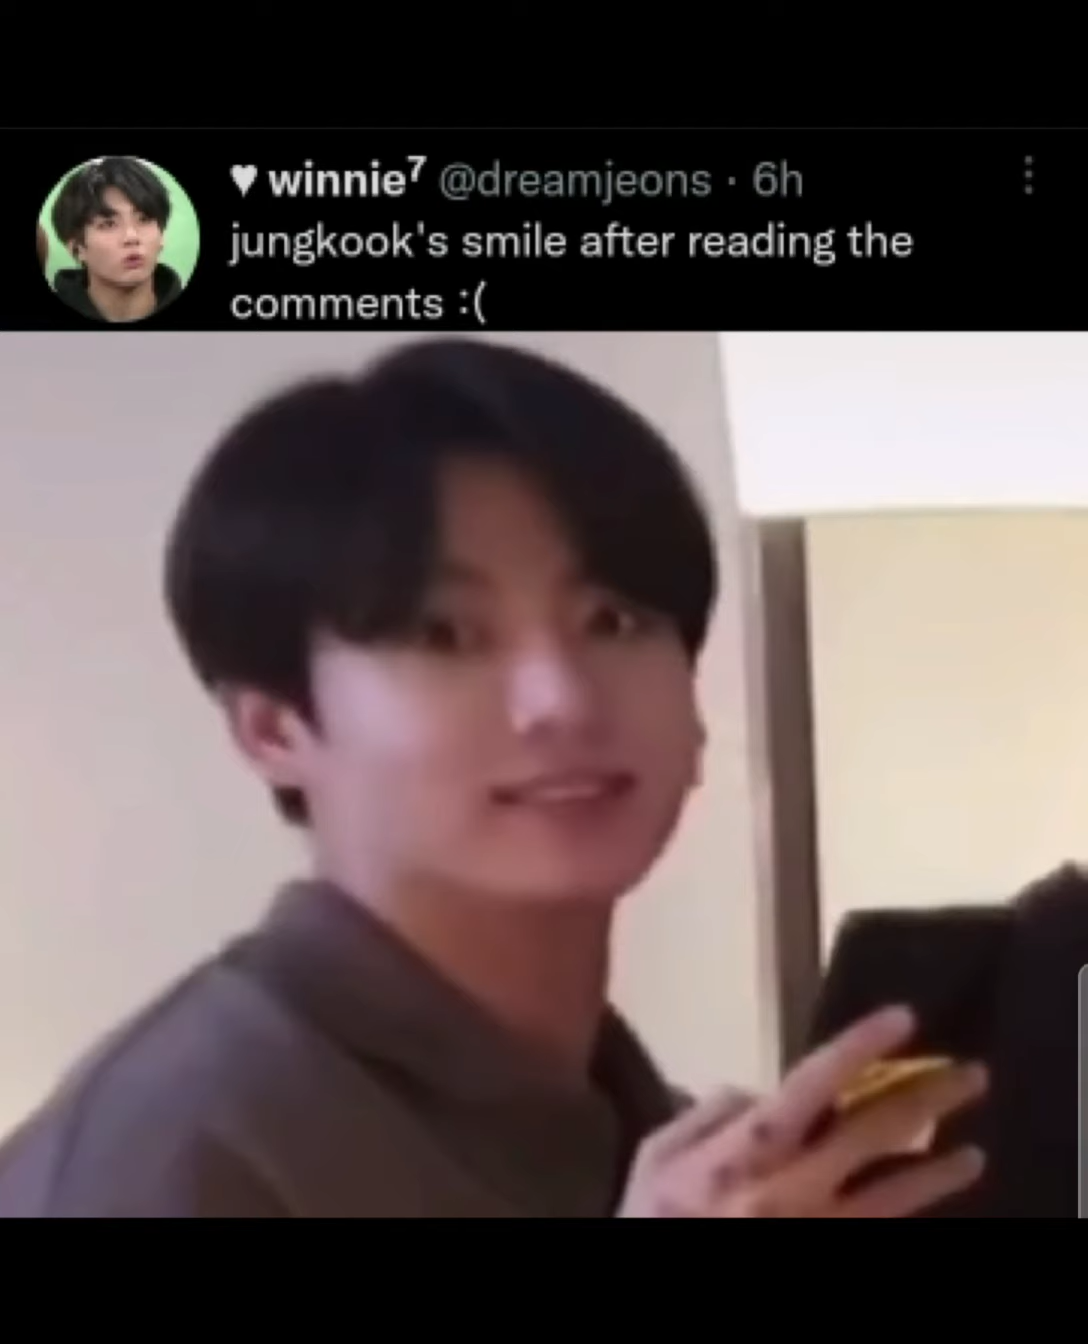 ♥ winnie⁷ @dreamjeons · 6h
jungkook's smile after reading the
comments :(